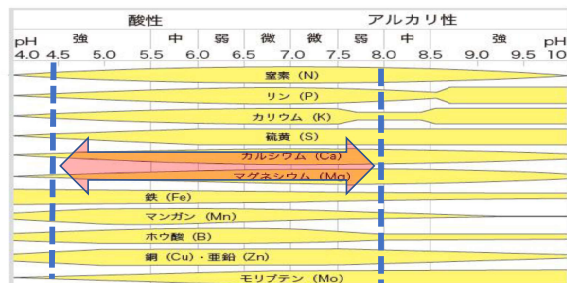 酸性 アルカリ性
pH 強 中 弱 微 微 弱 中 強 pH
4.0 4.5 5.0 5.5 6.0 6.5 7.0 7.5 8.0 8.5 9.0 9.5 10.0
窒素（N）
リン（P）
カリウム（K）
硫黄（S）
カルシウム（Ca）
マグネシウム（Mg）
鉄（Fe）
マンガン（Mn）
ホウ酸（B）
銅（Cu）・亜鉛（Zn）
モリブテン（Mo）